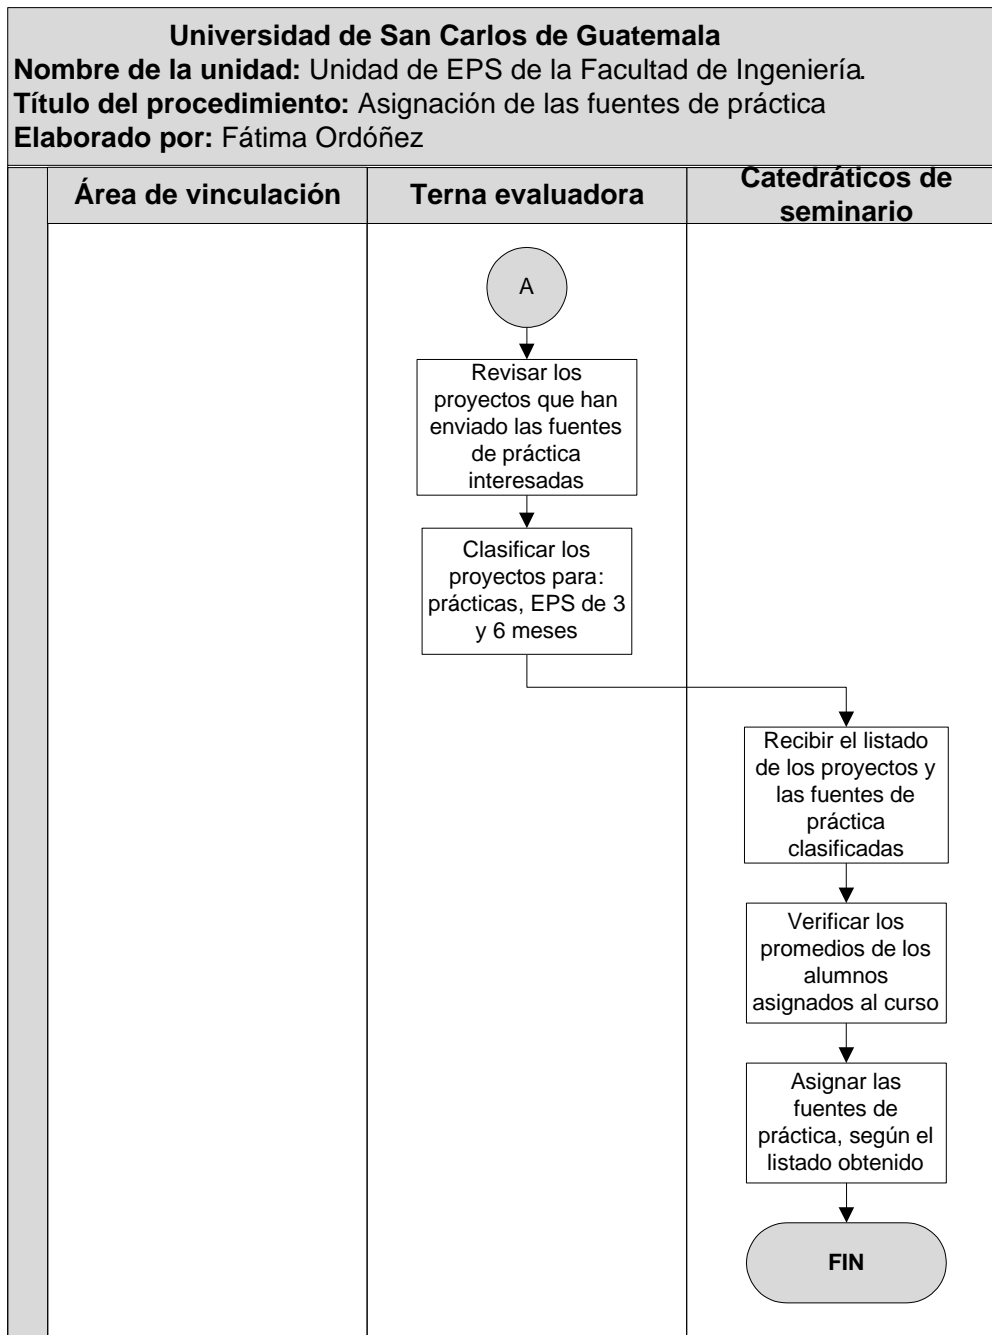 Universidad de San Carlos de Guatemala
Nombre de la unidad: Unidad de EPS de la Facultad de Ingeniería.
Título del procedimiento: Asignación de las fuentes de práctica
Elaborado por: Fátima Ordóñez
Área de vinculación
Terna evaluadora
Catedráticos de
seminario
A
Revisar los
proyectos que han
enviado las fuentes
de práctica
interesadas
Clasificar los
proyectos para:
prácticas, EPS de 3
y 6 meses
Recibir el listado
de los proyectos y
las fuentes de
práctica
clasificadas
Verificar los
promedios de los
alumnos
asignados al curso
Asignar las
fuentes de
práctica, según el
listado obtenido
FIN